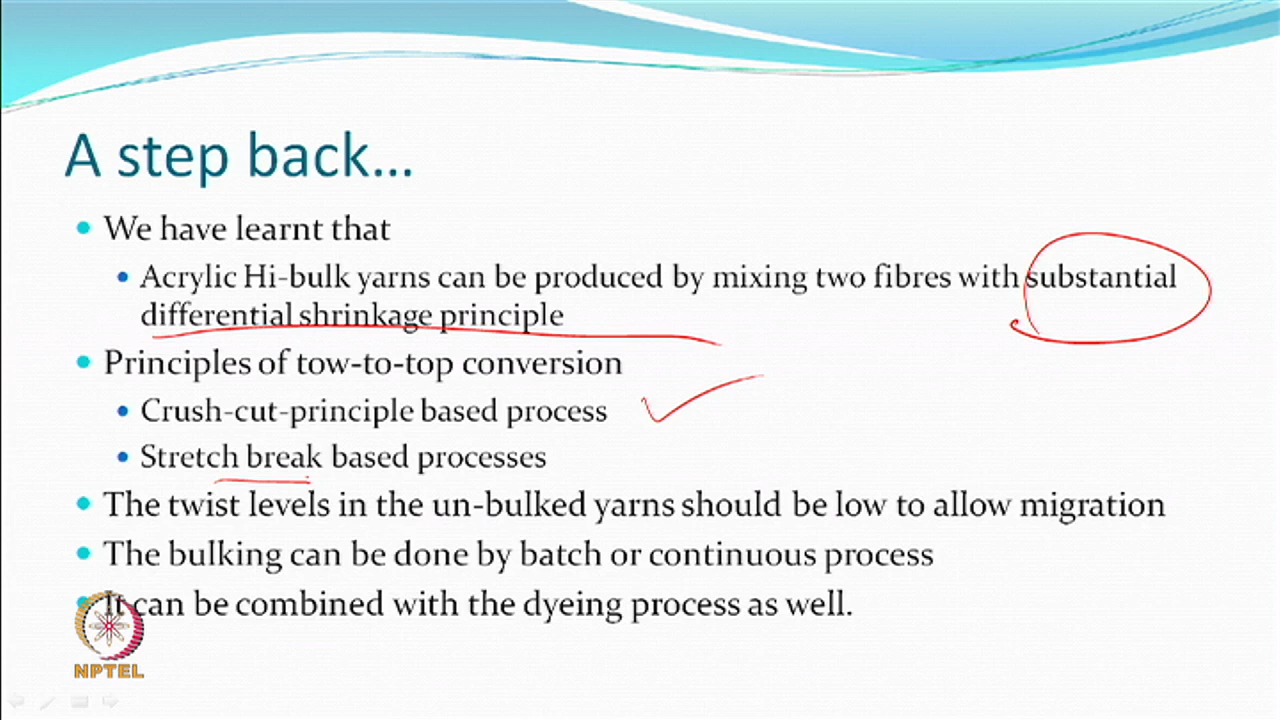 A step back...
We have learnt that
Acrylic Hi-bulk yarns can be produced by mixing two fibres with substantial
differential shrinkage principle
Principles of tow-to-top conversion
Crush-cut-principle based process
Stretch break based processes
The twist levels in the un-bulked yarns should be low to allow migration
The bulking can be done by batch or continuous process
It can be combined with the dyeing process as well.
NPTEL